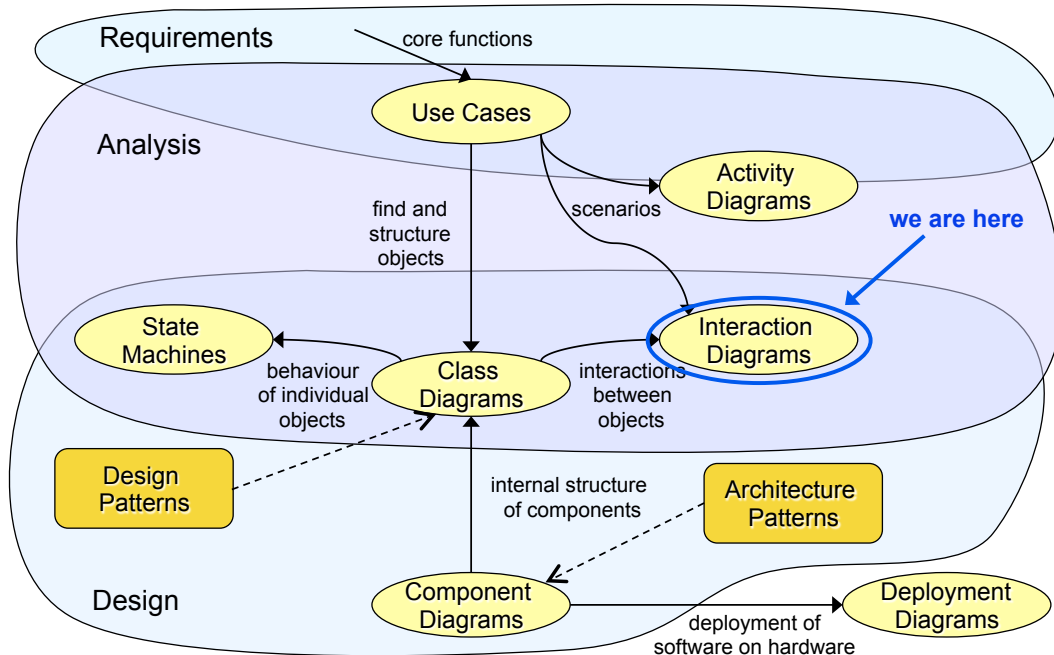 Requirements
core functions
Use Cases
Analysis
Activity
Diagrams
find and
structure
objects
scenarios
we are here
State
Machines
Interaction
Diagrams
behaviour
of individual
objects
Class
Diagrams
interactions
between
objects
Design
Patterns
internal structure
of components
Architecture
Patterns
Design
Component
Diagrams
deployment of
software on hardware
Deployment
Diagrams